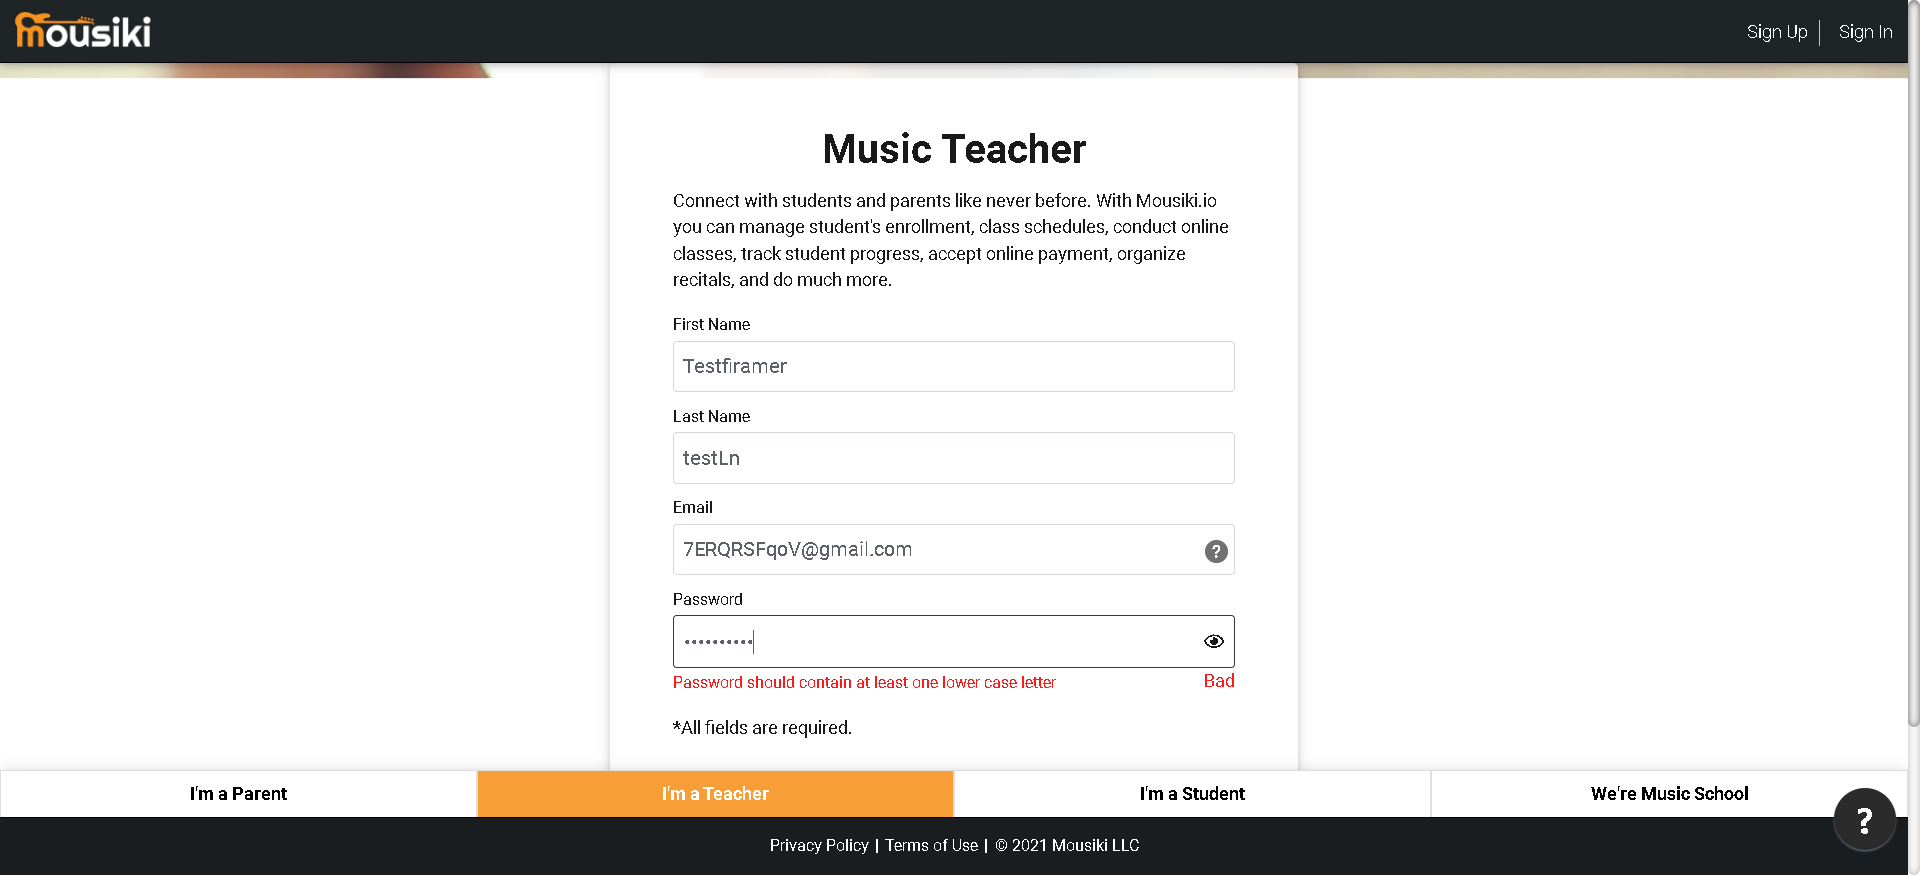 mousiki
Sign Up
Sign In
Music Teacher
Connect with students and parents like never before. With Mousiki.io
you can manage student's enrollment, class schedules, conduct online
classes, track student progress, accept online payment, organize
recitals, and do much more.
First Name
Testfiramer
Last Name
testLn
Email
7ERQRSFqoV@gmail.com
?
Password
••••••••••
Password should contain at least one lower case letter
Bad
*All fields are required.
I'm a Parent
I'm a Teacher
I'm a Student
We're Music School
?
Privacy Policy | Terms of Use | © 2021 Mousiki LLC